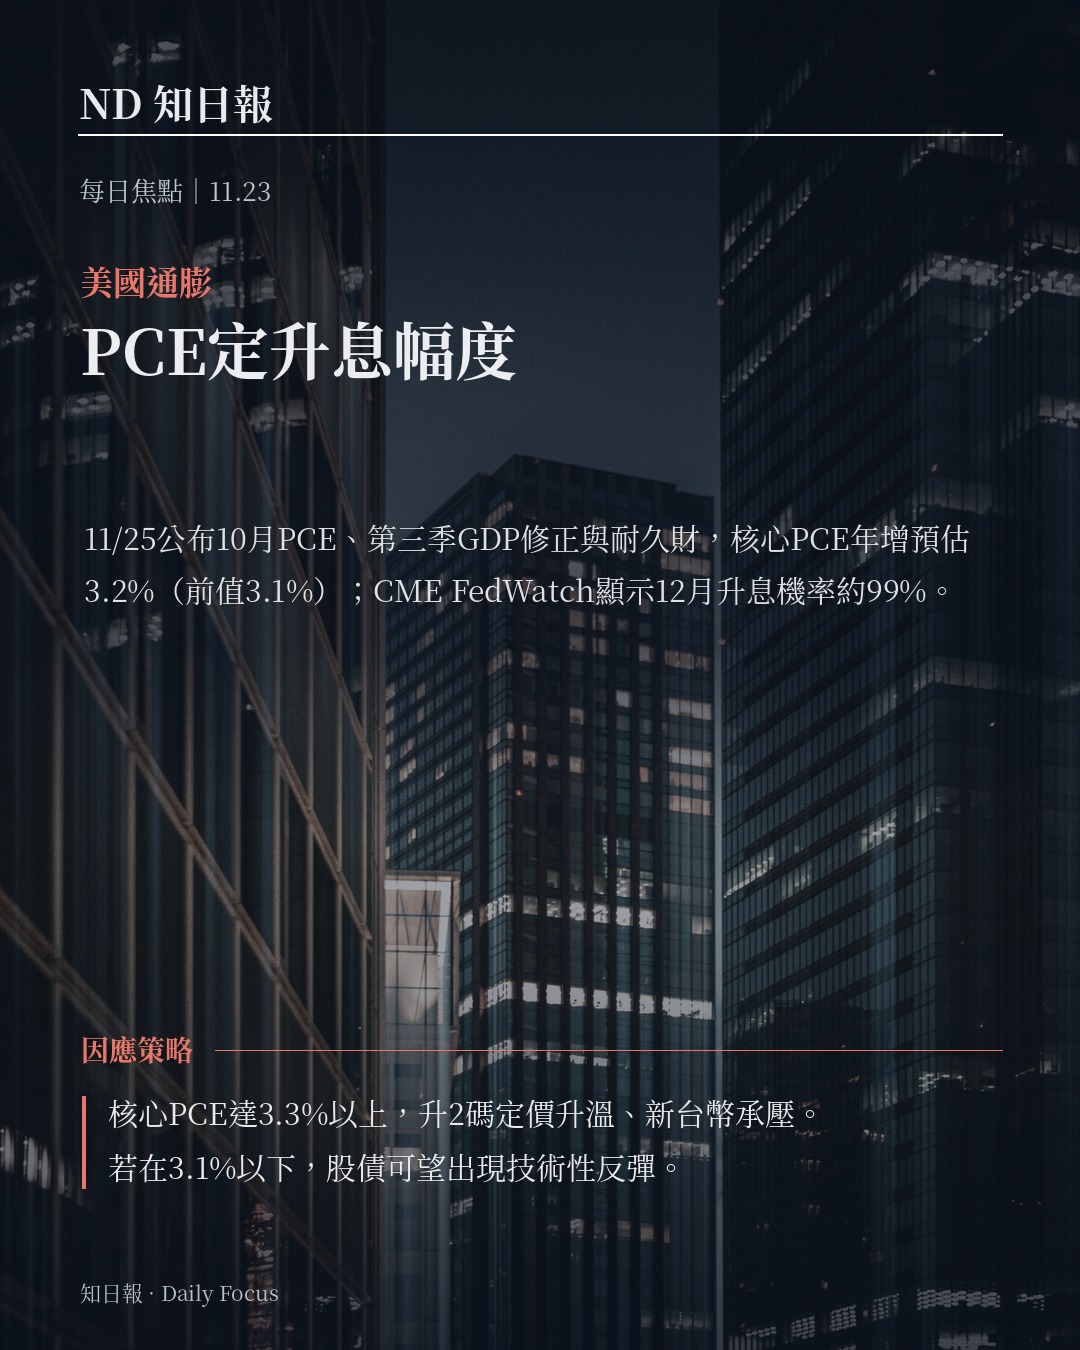 ND 知日報
每日焦點｜11.23
美國通膨
PCE定升息幅度
11/25公布10月PCE、第三季GDP修正與耐久財，核心PCE年增預估
3.2%（前值3.1%）；CME FedWatch顯示12月升息機率約99%。
因應策略
核心PCE達3.3%以上，升2碼定價升溫、新台幣承壓。
若在3.1%以下，股債可望出現技術性反彈。
知日報 · Daily Focus